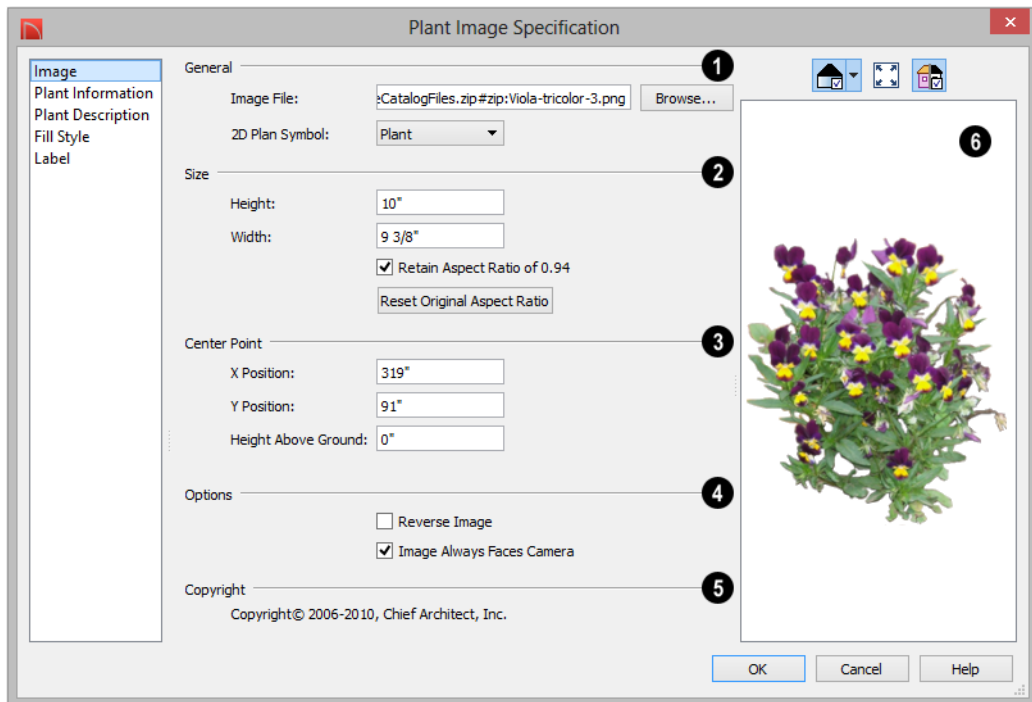 Plant Image Specification
Image
Plant Information
Plant Description
Fill Style
Label
General
1
Image File:
eCatalogFiles.zip#zip:Viola-tricolor-3.png
Browse...
2D Plan Symbol:
Plant
Size
2
Height:
10"
Width:
9 3/8"
Retain Aspect Ratio of 0.94
Reset Original Aspect Ratio
Center Point
3
X Position:
319"
Y Position:
91"
Height Above Ground:
0"
Options
4
Reverse Image
Image Always Faces Camera
Copyright
5
Copyright© 2006-2010, Chief Architect, Inc.
6
OK
Cancel
Help